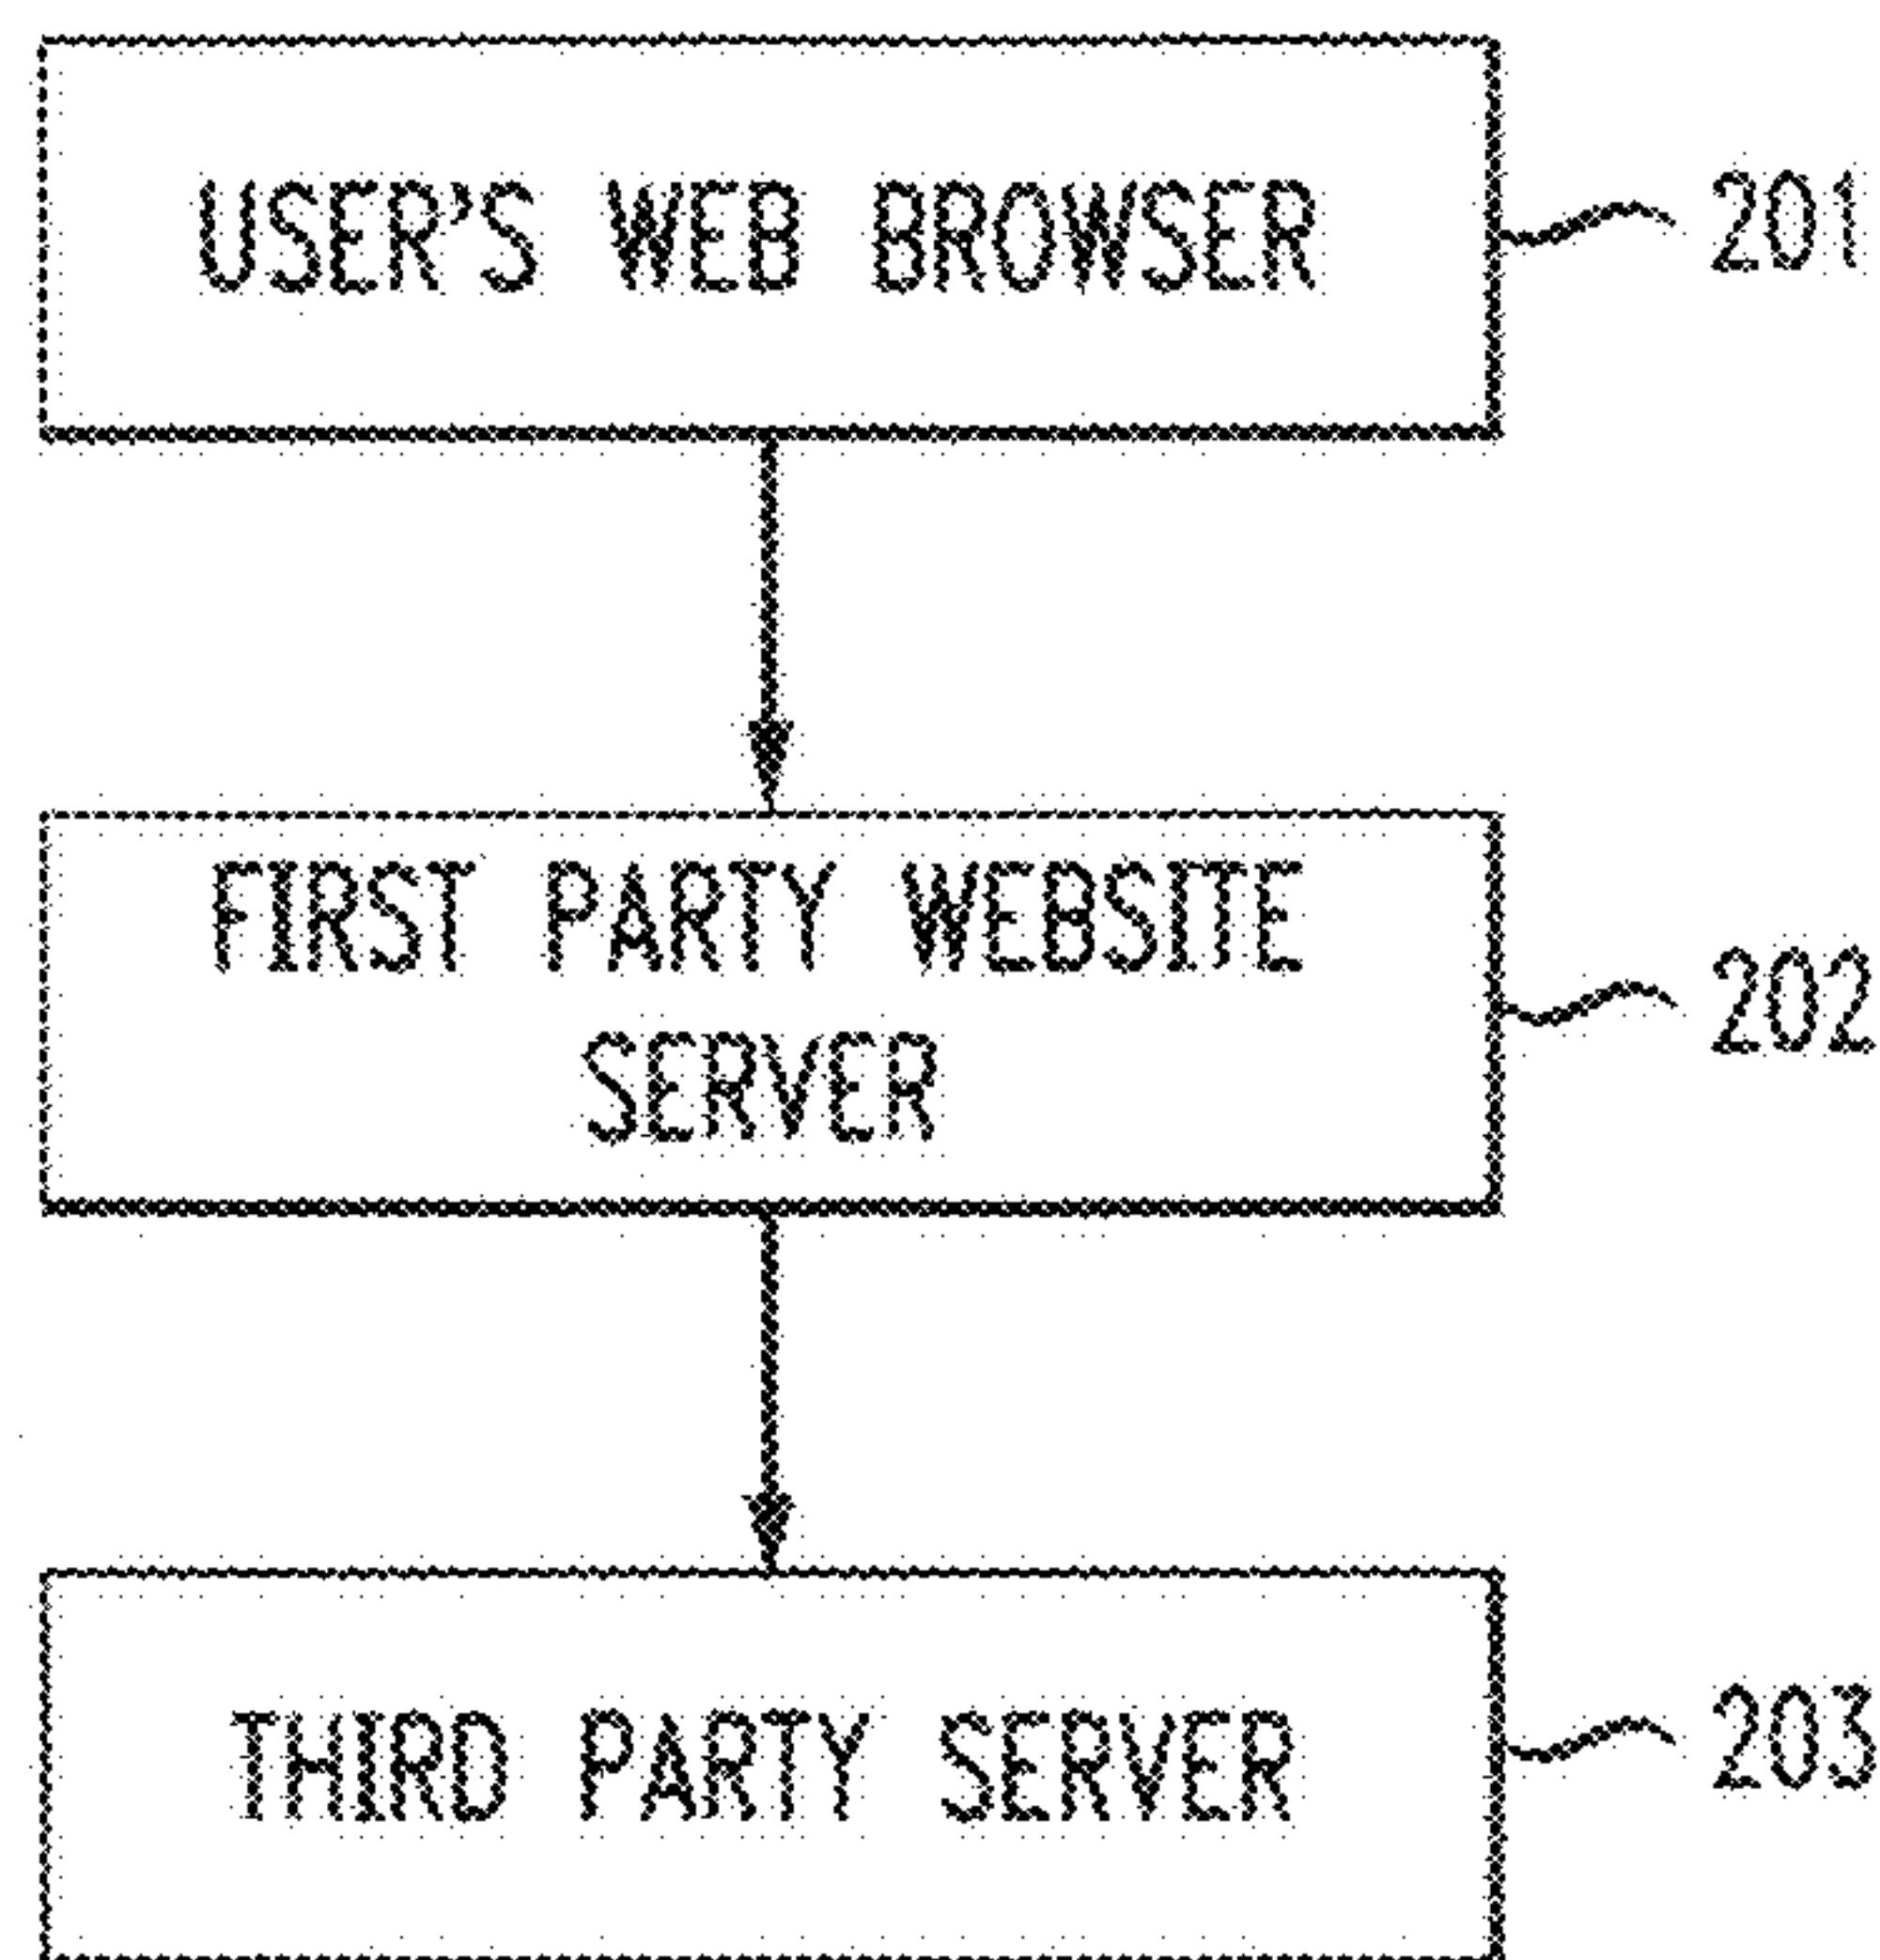 USER'S WEB BROWSER
201
FIRST PARTY WEBSITE
SERVER
202
THIRD PARTY SERVER
203